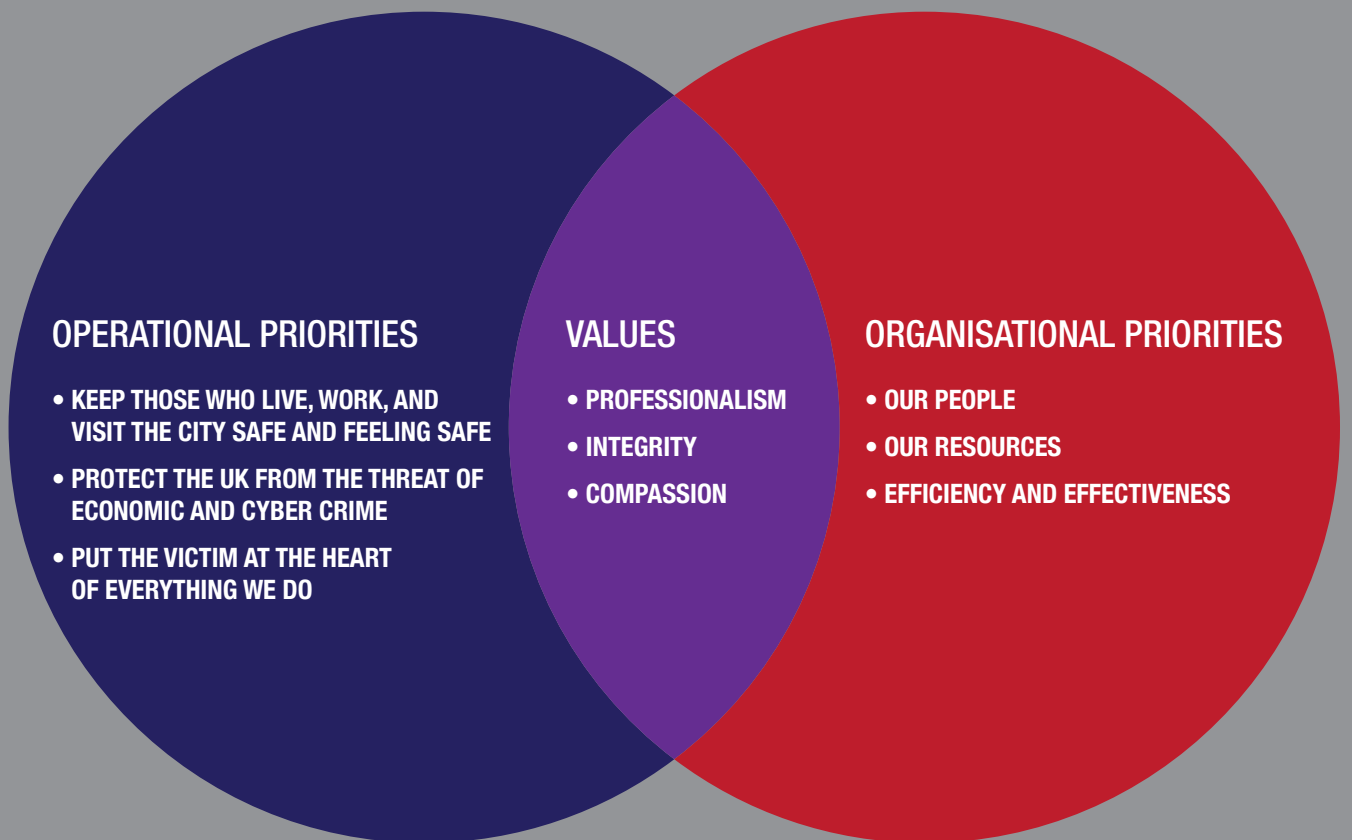 OPERATIONAL PRIORITIES
• KEEP THOSE WHO LIVE, WORK, AND
VISIT THE CITY SAFE AND FEELING SAFE
• PROTECT THE UK FROM THE THREAT OF
ECONOMIC AND CYBER CRIME
• PUT THE VICTIM AT THE HEART
OF EVERYTHING WE DO
VALUES
• PROFESSIONALISM
• INTEGRITY
• COMPASSION
ORGANISATIONAL PRIORITIES
• OUR PEOPLE
• OUR RESOURCES
• EFFICIENCY AND EFFECTIVENESS